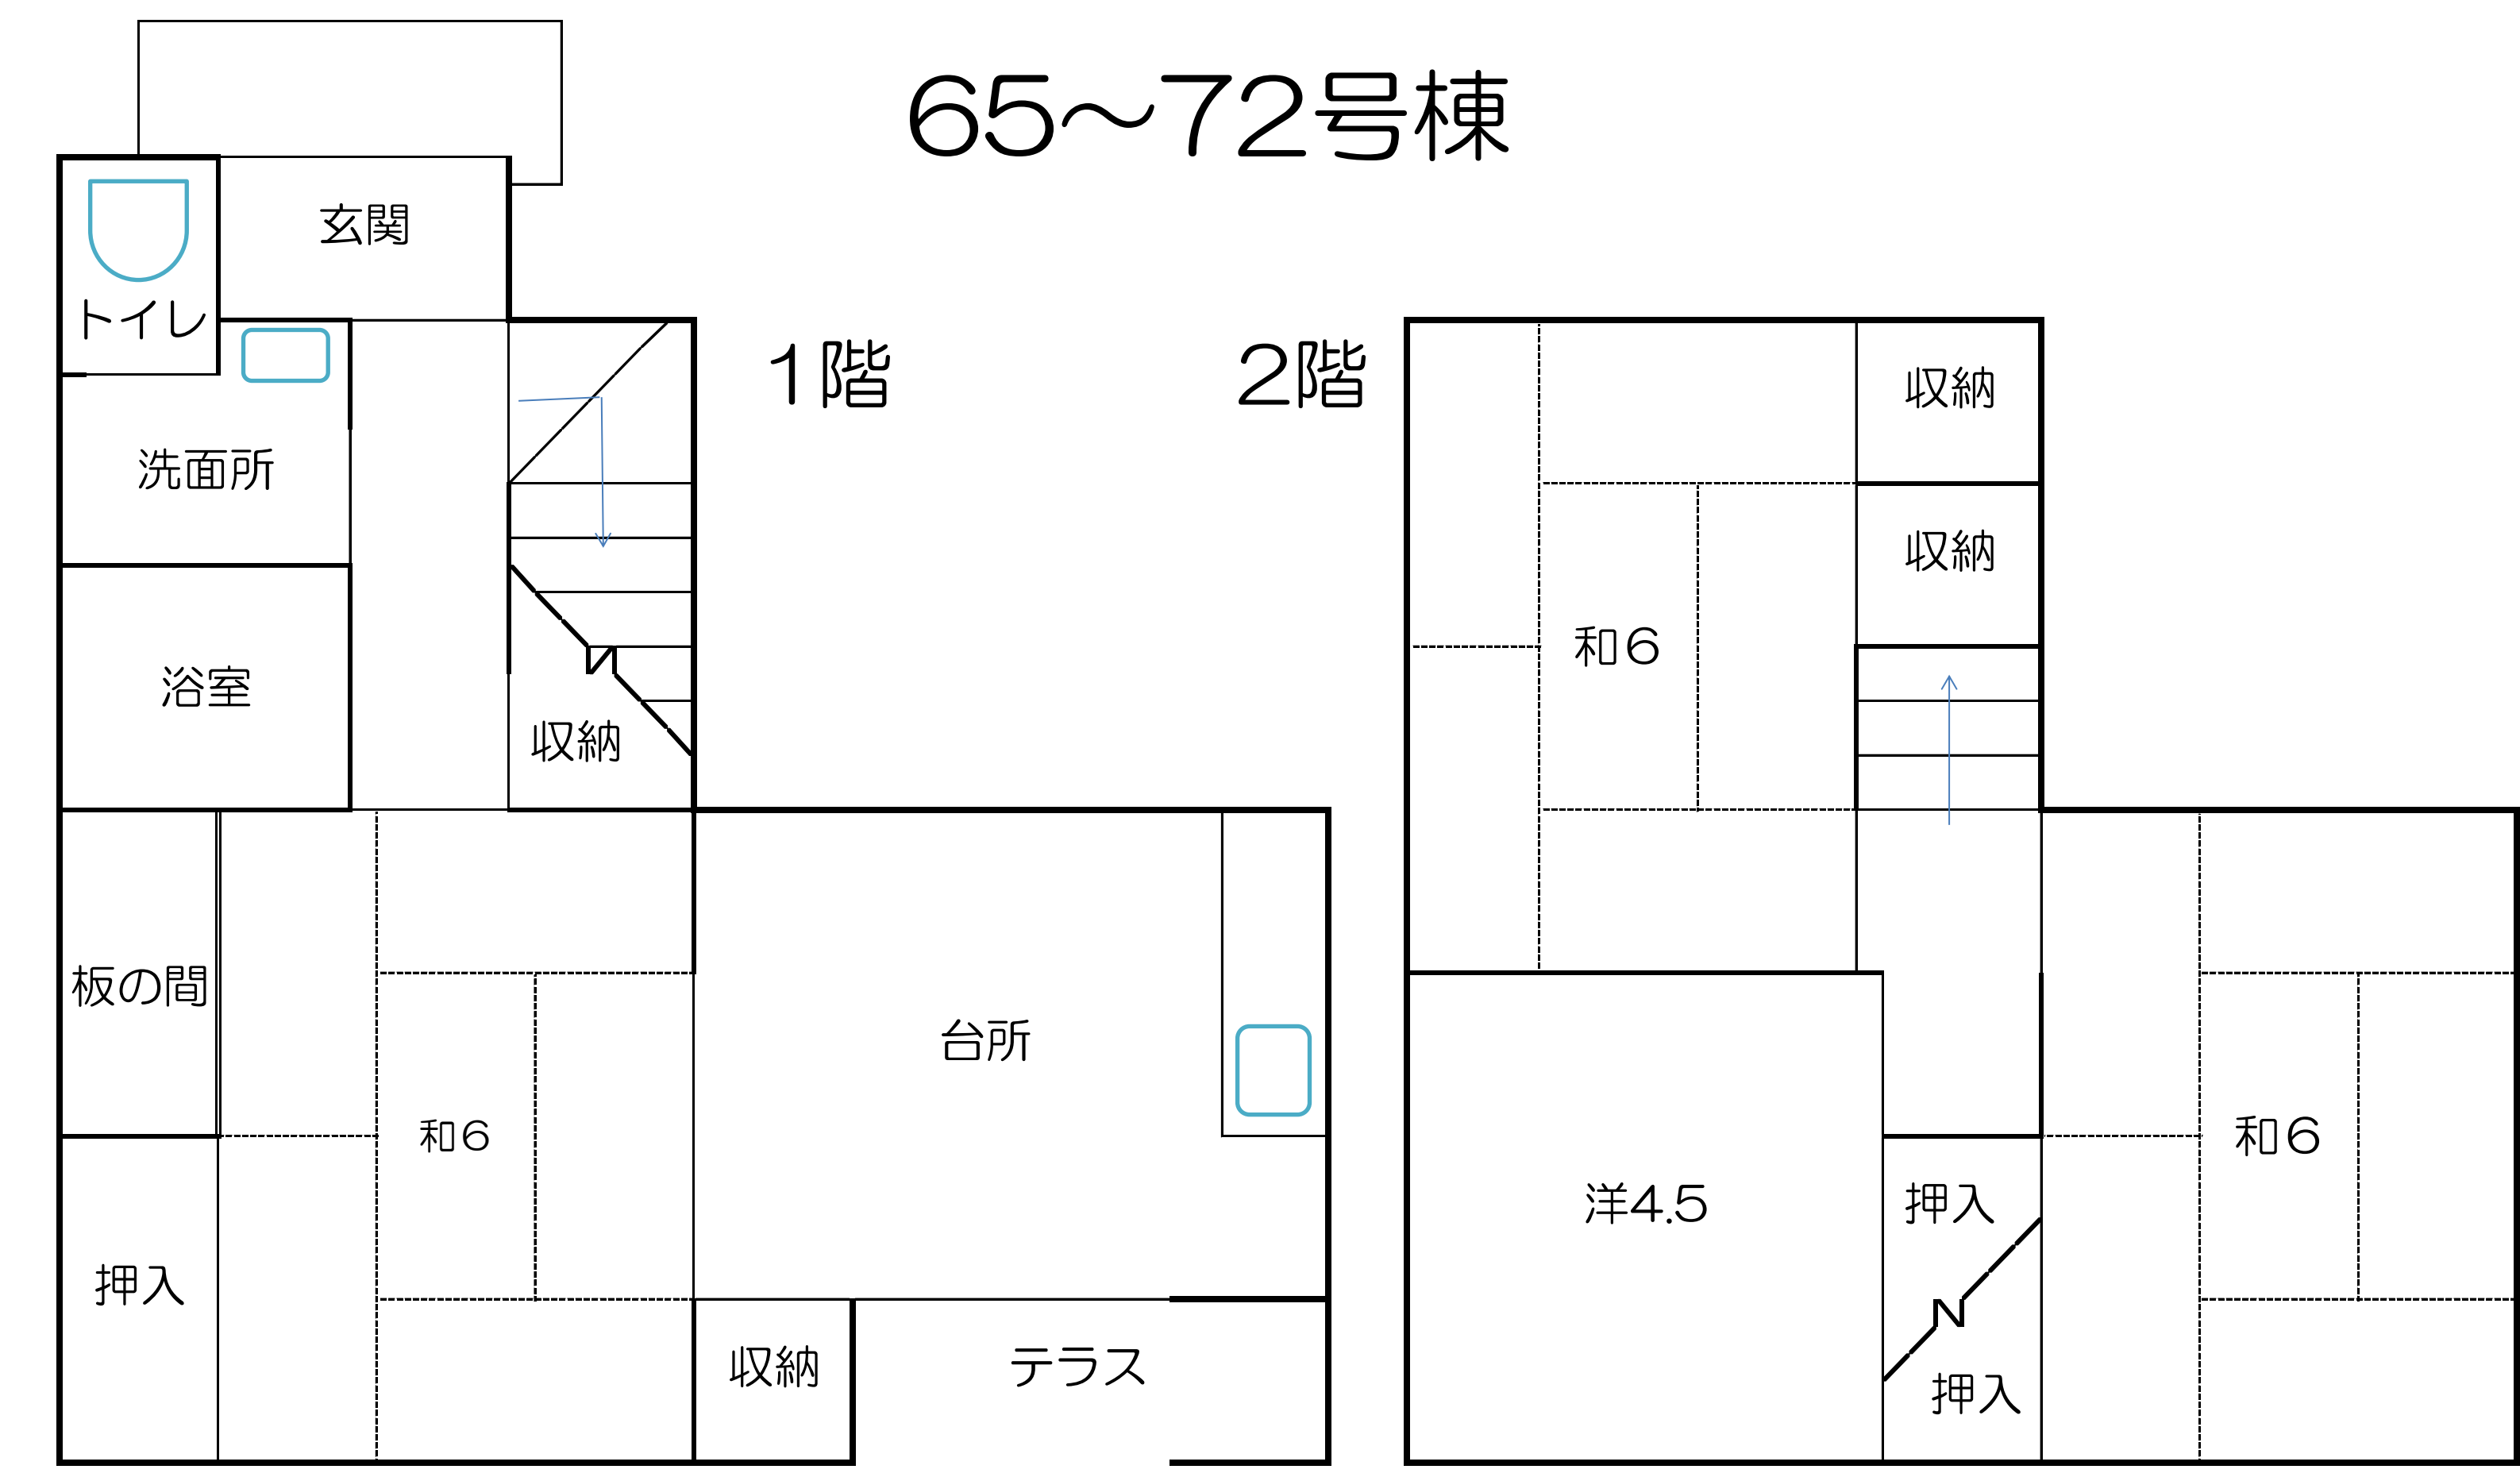 65～72号棟
1階
玄関
トイレ
洗面所
浴室
収納
板の間
和6
押入
台所
収納
テラス
2階
収納
収納
和6
洋4.5
押入
押入
和6